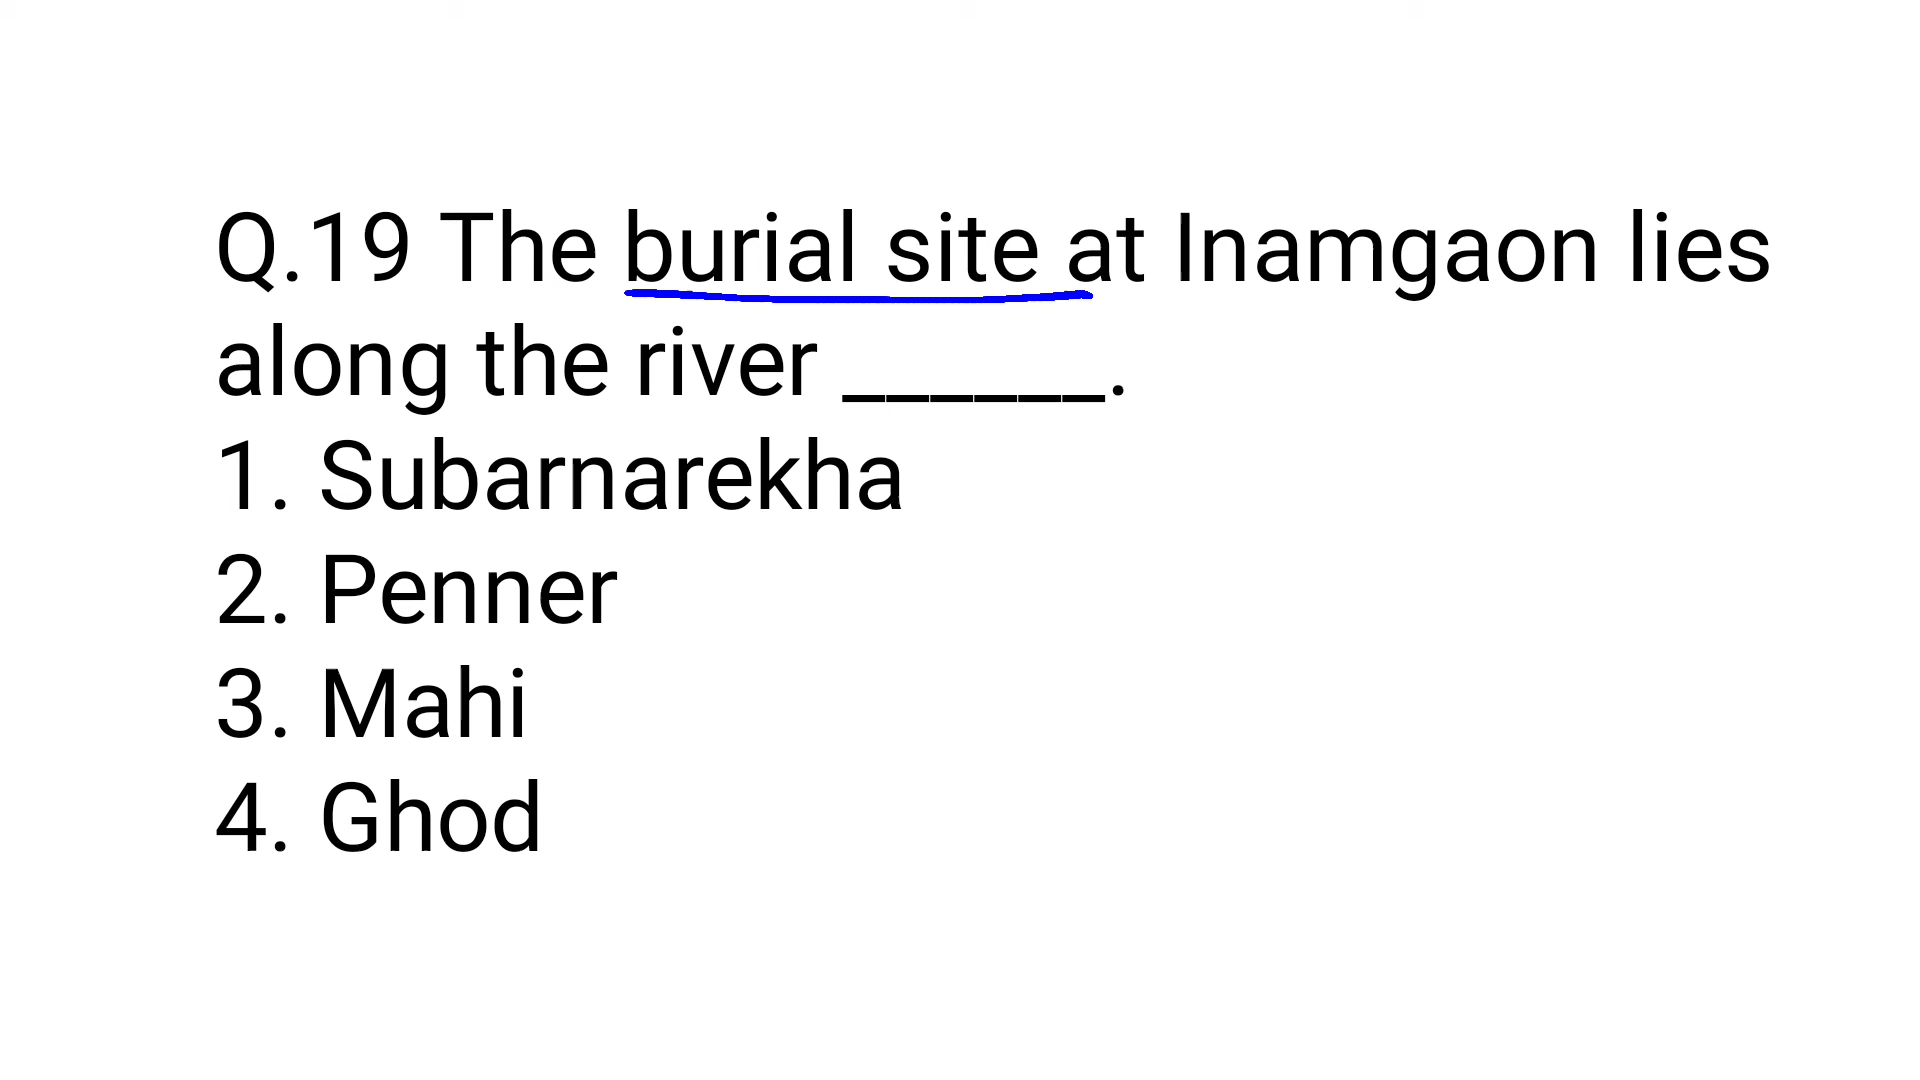 Q.19 The burial site at Inamgaon lies
along the river ______.
1. Subarnarekha
2. Penner
3. Mahi
4. Ghod